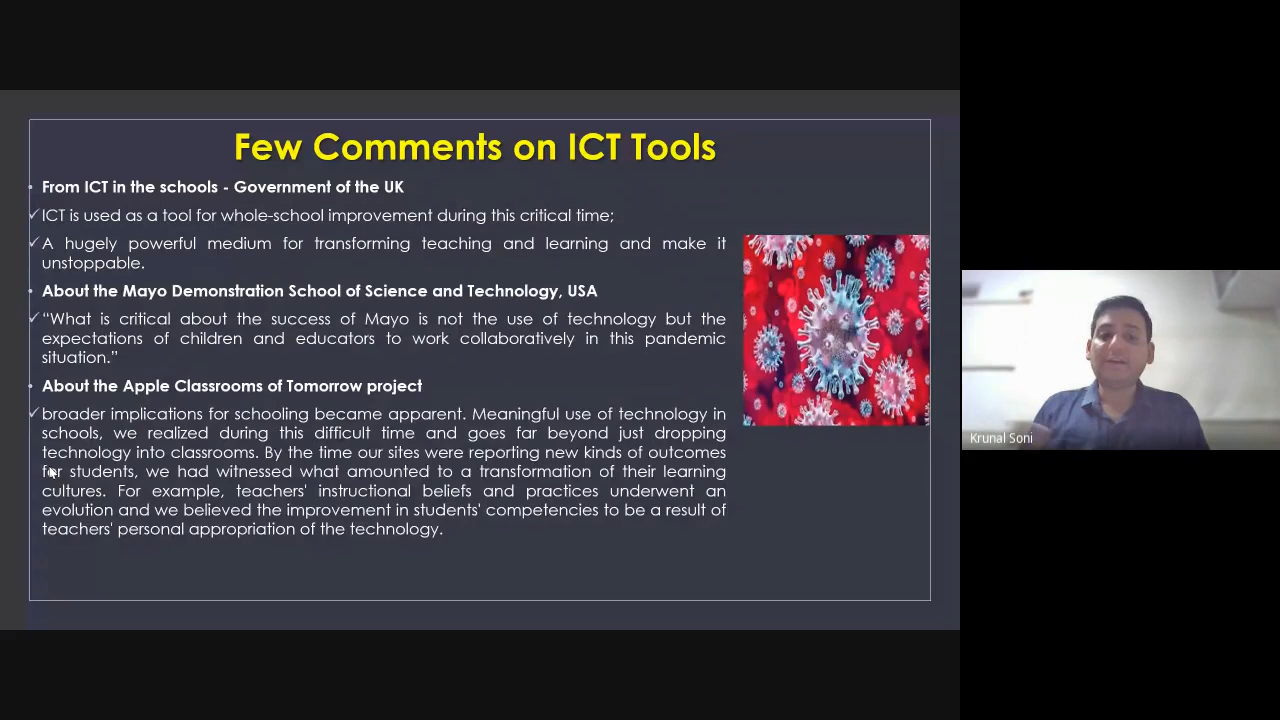 Few Comments on ICT Tools
• From ICT in the schools - Government of the UK
✓ICT is used as a tool for whole-school improvement during this critical time;
✓A hugely powerful medium for transforming teaching and learning and make it
unstoppable.
• About the Mayo Demonstration School of Science and Technology, USA
✓“What is critical about the success of Mayo is not the use of technology but the
expectations of children and educators to work collaboratively in this pandemic
situation.”
• About the Apple Classrooms of Tomorrow project
✓broader implications for schooling became apparent. Meaningful use of technology in
schools, we realized during this difficult time and goes far beyond just dropping
technology into classrooms. By the time our sites were reporting new kinds of outcomes
for students, we had witnessed what amounted to a transformation of their learning
cultures. For example, teachers' instructional beliefs and practices underwent an
evolution and we believed the improvement in students' competencies to be a result of
teachers' personal appropriation of the technology.
Krunal Soni